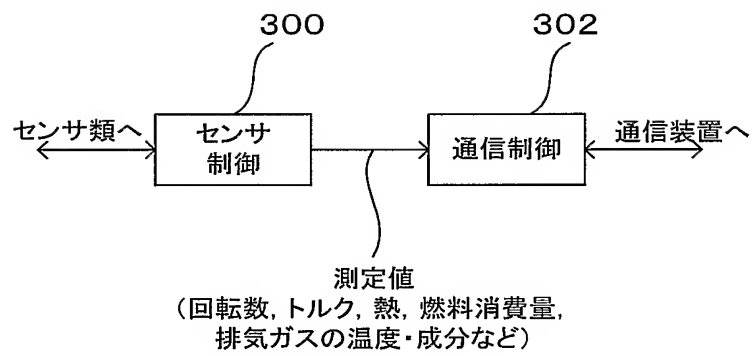 300
302
センサ類へ
センサ
制御
通信制御
通信装置へ
測定値
(回転数, トルク, 熱, 燃料消費量,
排気ガスの温度・成分など)